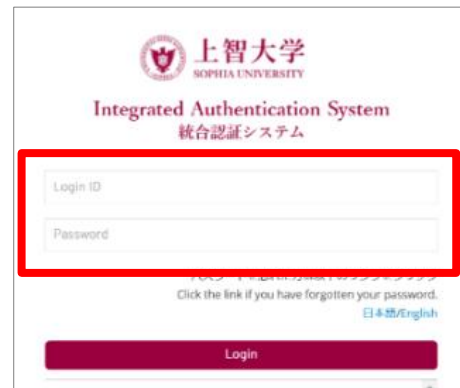 上智大学
SOPHIA UNIVERSITY
Integrated Authentication System
統合認証システム
Login ID
Password
Click the link if you have forgotten your password.
日本語/English
Login